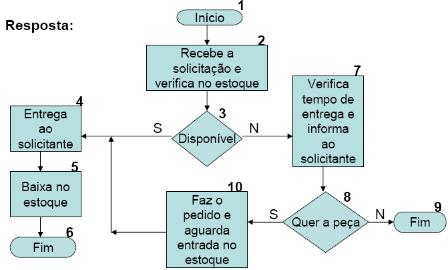 Resposta:
1
Início
2
Recebe a
solicitação e
verifica no estoque
3
Disponível
S
N
4
Entrega
ao
solicitante
5
Baixa no
estoque
6
Fim
7
Verifica
tempo de
entrega e
informa
ao
solicitante
8
Quer a peça
S
N
9
Fim
10
Faz o
pedido e
aguarda
entrada no
estoque